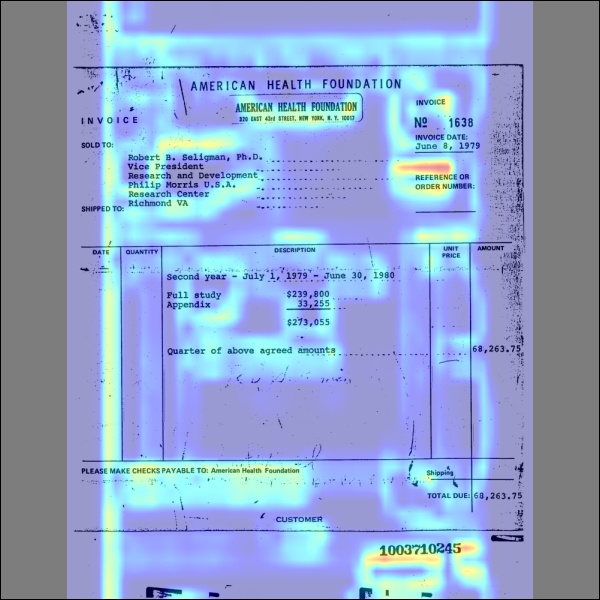 AMERICAN HEALTH FOUNDATION
AMERICAN HEALTH FOUNDATION
320 EAST 43rd STREET, NEW YORK, N. Y. 10017
INVOICE
INVOICE
Nº 1638
INVOICE DATE:
June 8, 1979
SOLD TO:
Robert B. Seligman, Ph.D.
Vice President
Research and Development
Philip Morris U.S.A.
Research Center
Richmond VA
REFERENCE OR
ORDER NUMBER:
SHIPPED TO:
DATE QUANTITY DESCRIPTION UNIT PRICE AMOUNT
Second year - July 1, 1979 - June 30, 1980
Full study $239,800
Appendix 33,255
$273,055
Quarter of above agreed amounts 68,263.75
PLEASE MAKE CHECKS PAYABLE TO: American Health Foundation
Shipping
TOTAL DUE: 68,263.75
CUSTOMER
1003710245